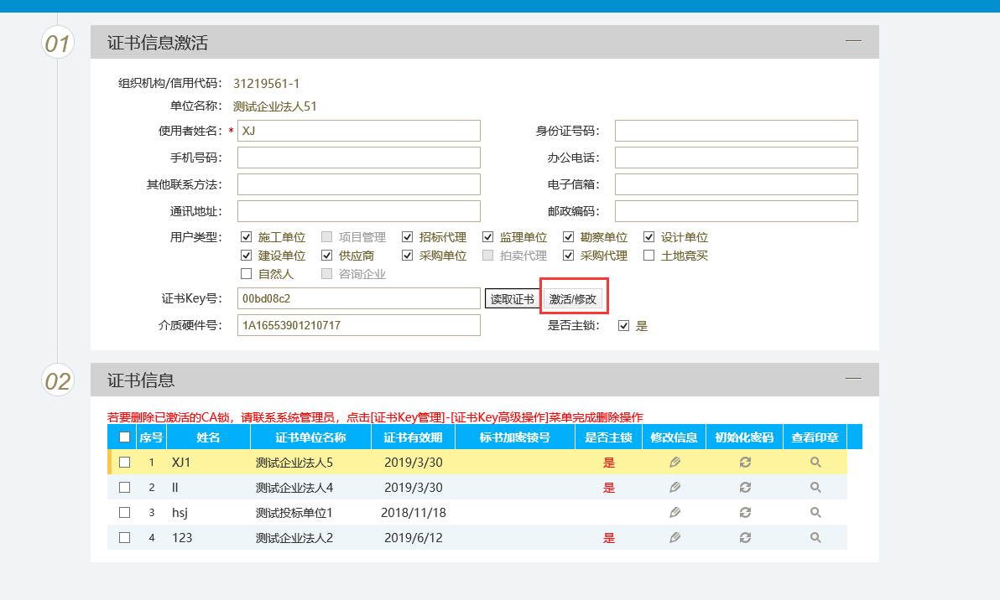 01 证书信息激活
组织机构/信用代码： 31219561-1
单位名称： 测试企业法人51
使用者姓名：* XJ 身份证号码：
手机号码： 办公电话：
其他联系方法： 电子信箱：
通讯地址： 邮政编码：
用户类型： 施工单位 项目管理 招标代理 监理单位 勘察单位 设计单位
建设单位 供应商 采购单位 拍卖代理 采购代理 土地竞买
自然人 咨询企业
证书Key号： 00bd08c2 读取证书 激活/修改
介质硬件号： 1A16553901210717 是否主锁： 是
02 证书信息
若要删除已激活的CA锁，请联系系统管理员，点击[证书Key管理]-[证书Key高级操作]菜单完成删除操作
序号 姓名 证书单位名称 证书有效期 标书加密锁号 是否主锁 修改信息 初始化密码 查看印章
1 XJ1 测试企业法人5 2019/3/30 是
2 ll 测试企业法人4 2019/3/30 是
3 hsj 测试投标单位1 2018/11/18
4 123 测试企业法人2 2019/6/12 是